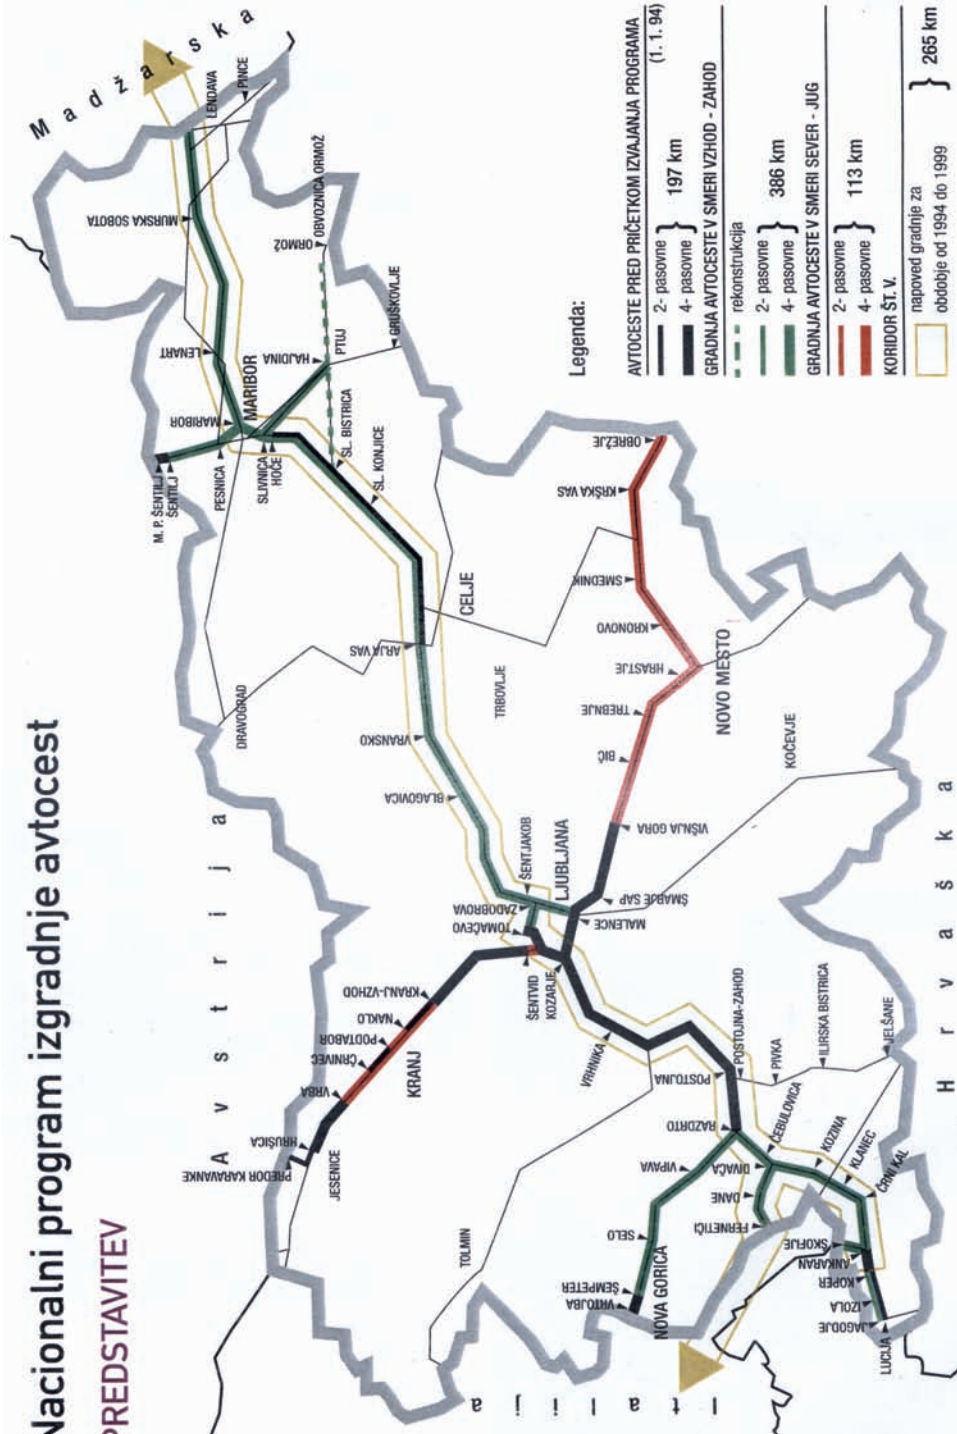 Nacionalni program izgradnje avtocest
PREDSTAVITEV
Avstrija
Madžarska
Italija
Hrvaška
M. P. ŠENTILJ
ŠENTILJ
PESNICA
MARIBOR
MARIBOR
LENART
MURSKA SOBOTA
LENDAVA
PINCE
SLIVNICA
HOČE
HAJDINA
PTUJ
ORMOŽ
OBVOZNICA ORMOŽ
GRUŠKOVLJE
SL. BISTRICA
SL. KONJICE
DRAVOGRAD
CELJE
ARJA VAS
VRANSKO
BLAGOVICA
TRBOVLJE
PREDOR KARAVANKE
HRUŠICA
JESENICE
VRBA
ČRNIVEC
PODTABOR
NAKLO
KRANJ-VZHOD
KRANJ
TOMAČEVO
ZADOBROVA
ŠENTJAKOB
LJUBLJANA
ŠENTVID
KOZARJE
MALENCE
ŠMARJE SAP
VIŠNJA GORA
BIČ
TREBNJE
HRASTJE
NOVO MESTO
KRONOVO
SMEDNIK
KRŠKA VAS
OBREŽJE
KOČEVJE
TOLMIN
VRHNIKA
POSTOJNA
POSTOJNA-ZAHOD
PIVKA
ILIRSKA BISTRICA
JELŠANE
RAZDRTO
VIPAVA
SELO
ŠEMPETER
VRTOJBA
NOVA GORICA
ČEBULOVICA
DIVAČA
DANE
FERNETIČI
KOZINA
KLANEC
ČRNI KAL
ŠKOFIJE
ANKARAN
KOPER
IZOLA
JAGODJE
LUCIJA
Legenda:
AVTOCESTE PRED PRIČETKOM IZVAJANJA PROGRAMA
(1. 1. 94)
2- pasovne
4- pasovne
197 km
GRADNJA AVTOCESTE V SMERI VZHOD - ZAHOD
rekonstrukcija
2- pasovne
4- pasovne
386 km
GRADNJA AVTOCESTE V SMERI SEVER - JUG
2- pasovne
4- pasovne
113 km
KORIDOR ŠT. V.
napoved gradnje za
obdobje od 1994 do 1999
265 km